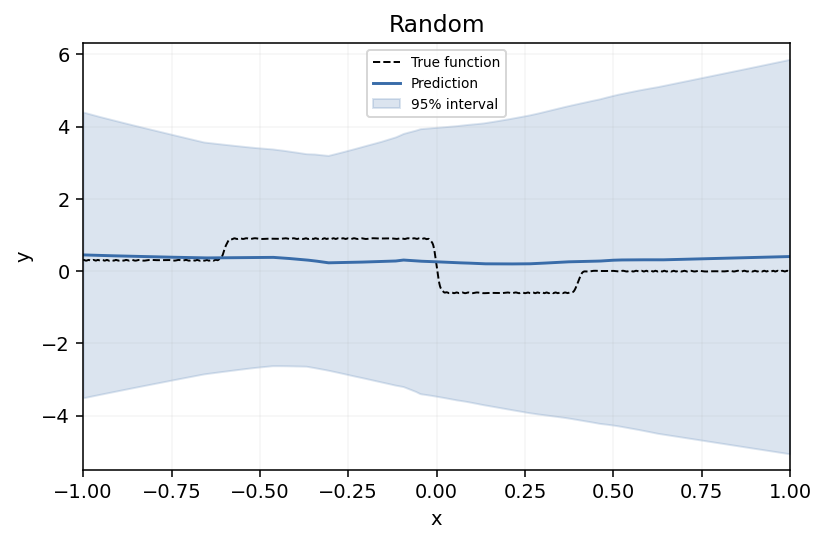 Random
True function
Prediction
95% interval
6
4
2
0
−2
−4
y
−1.00 −0.75 −0.50 −0.25 0.00 0.25 0.50 0.75 1.00
x